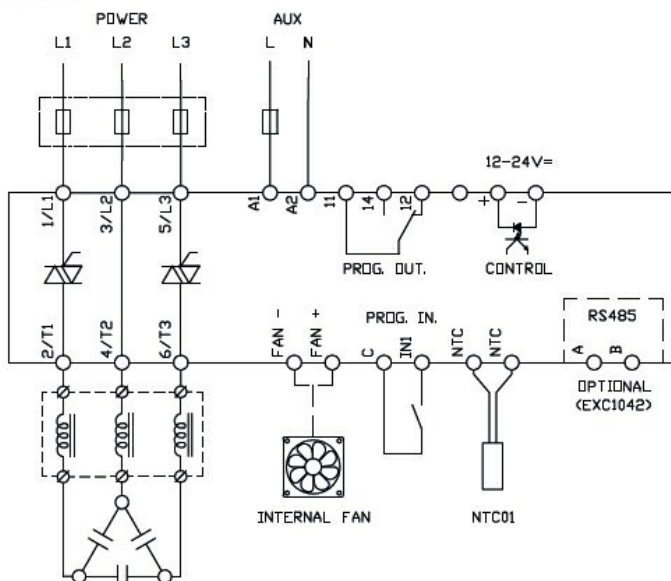 POWER AUX
L1 L2 L3 L N
12-24V=
1/L1 3/L2 5/L3 A1 A2 11 14 12 + -
PROG. OUT. CONTROL
2/T1 4/T2 6/T3 FAN - FAN + C IN1 NTC NTC A B
PROG. IN. RS485
OPTIONAL
(EXC1042)
INTERNAL FAN NTC01